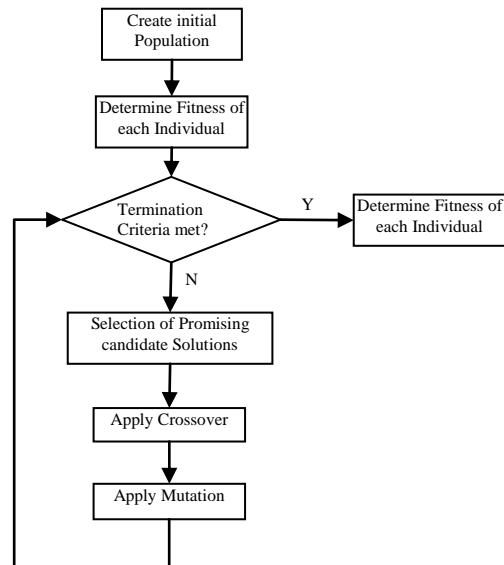 Create initial
Population
Determine Fitness of
each Individual
Termination
Criteria met?
Y
Determine Fitness of
each Individual
N
Selection of Promising
candidate Solutions
Apply Crossover
Apply Mutation